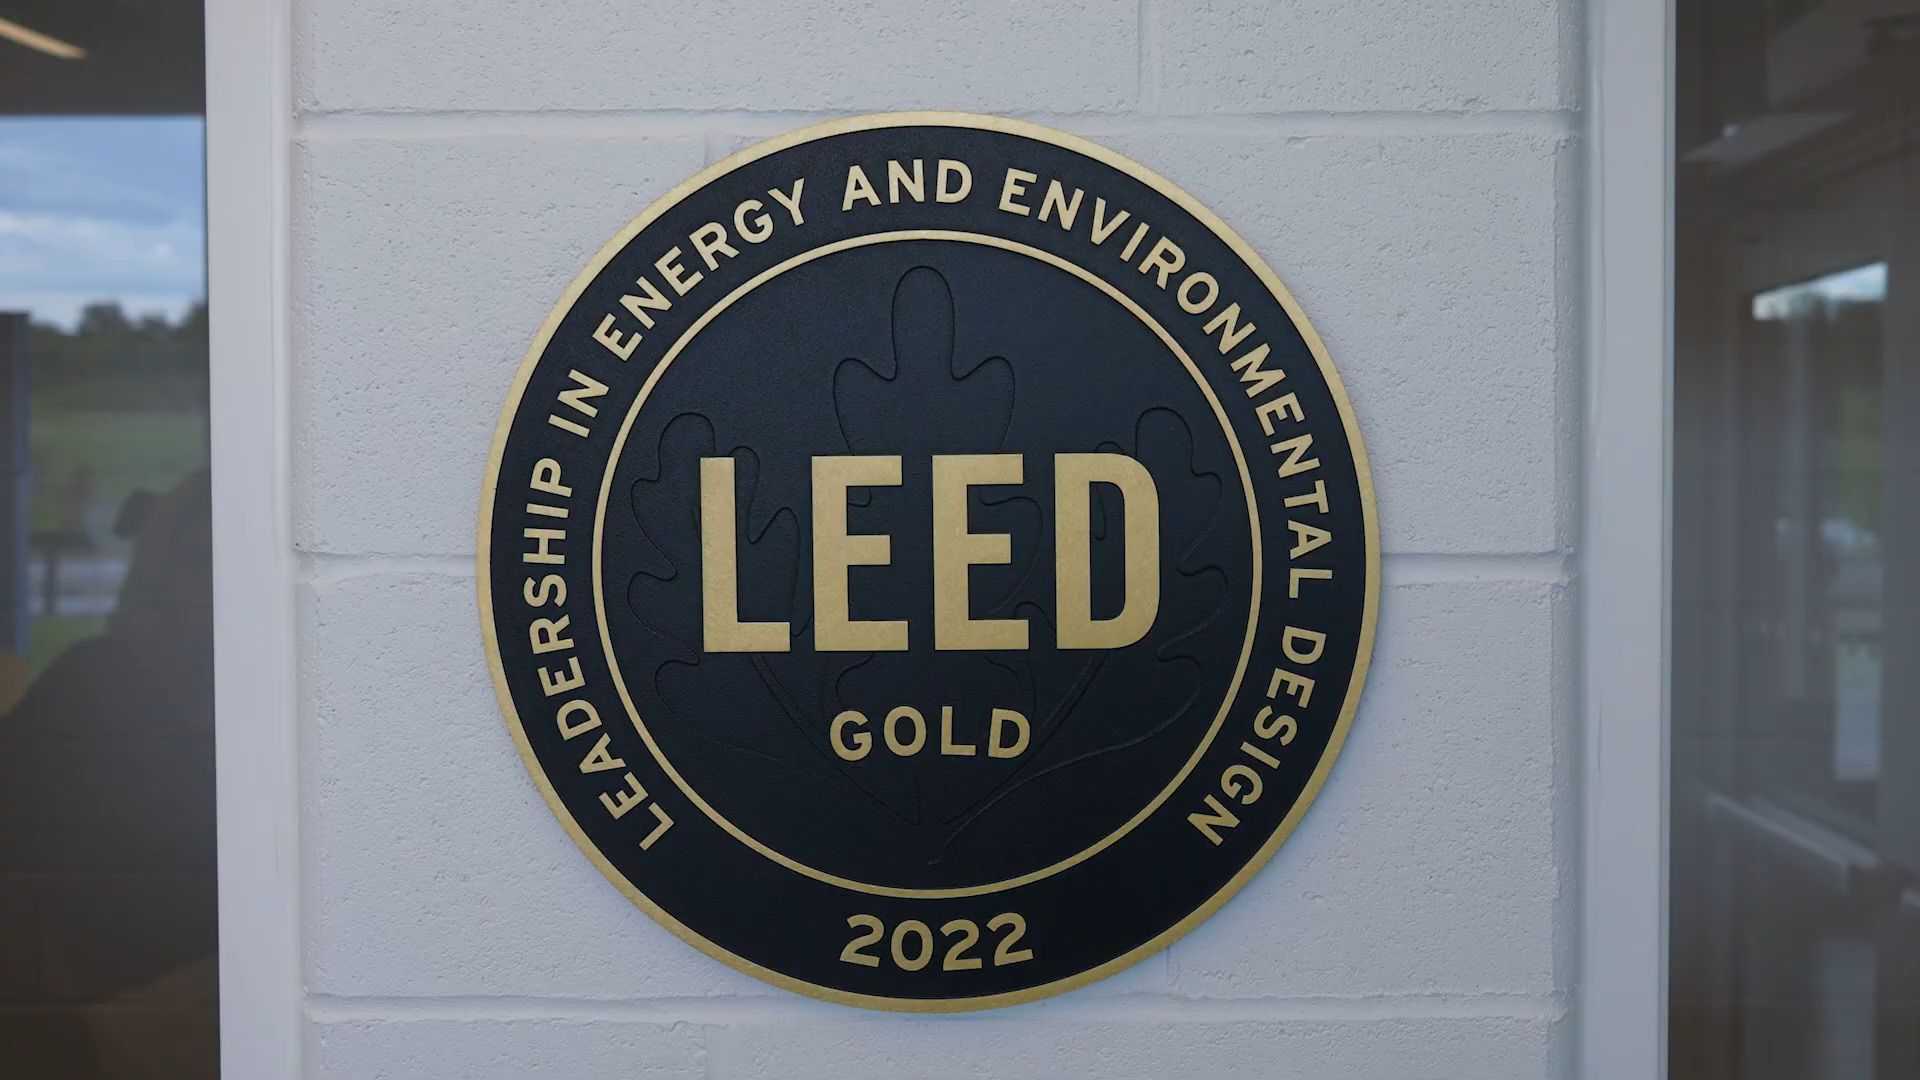 LEADERSHIP IN ENERGY AND ENVIRONMENTAL DESIGN
LEED
GOLD
2022